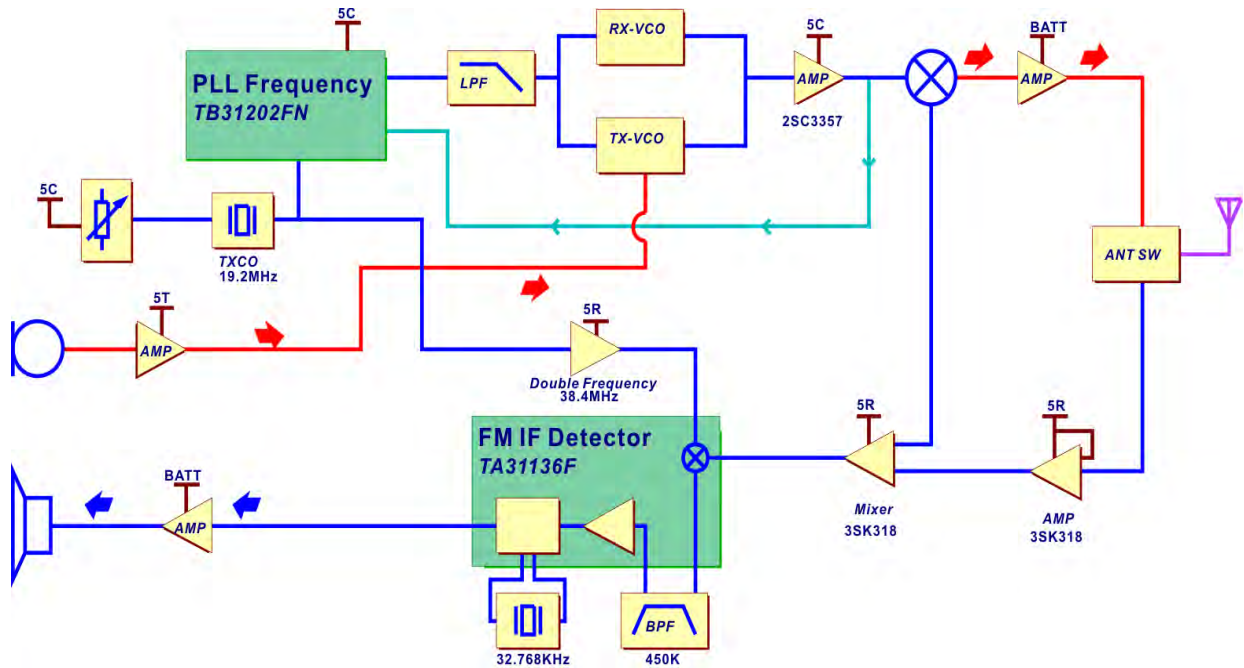 5C
RX-VCO
5C
BATT
PLL Frequency
TB31202FN
LPF
AMP
AMP
2SC3357
TX-VCO
5C
ANT SW
TXCO
19.2MHz
5T
5R
AMP
Double Frequency
38.4MHz
5R
5R
FM IF Detector
TA31136F
BATT
Mixer
3SK318
AMP
3SK318
AMP
BPF
32.768KHz
450K